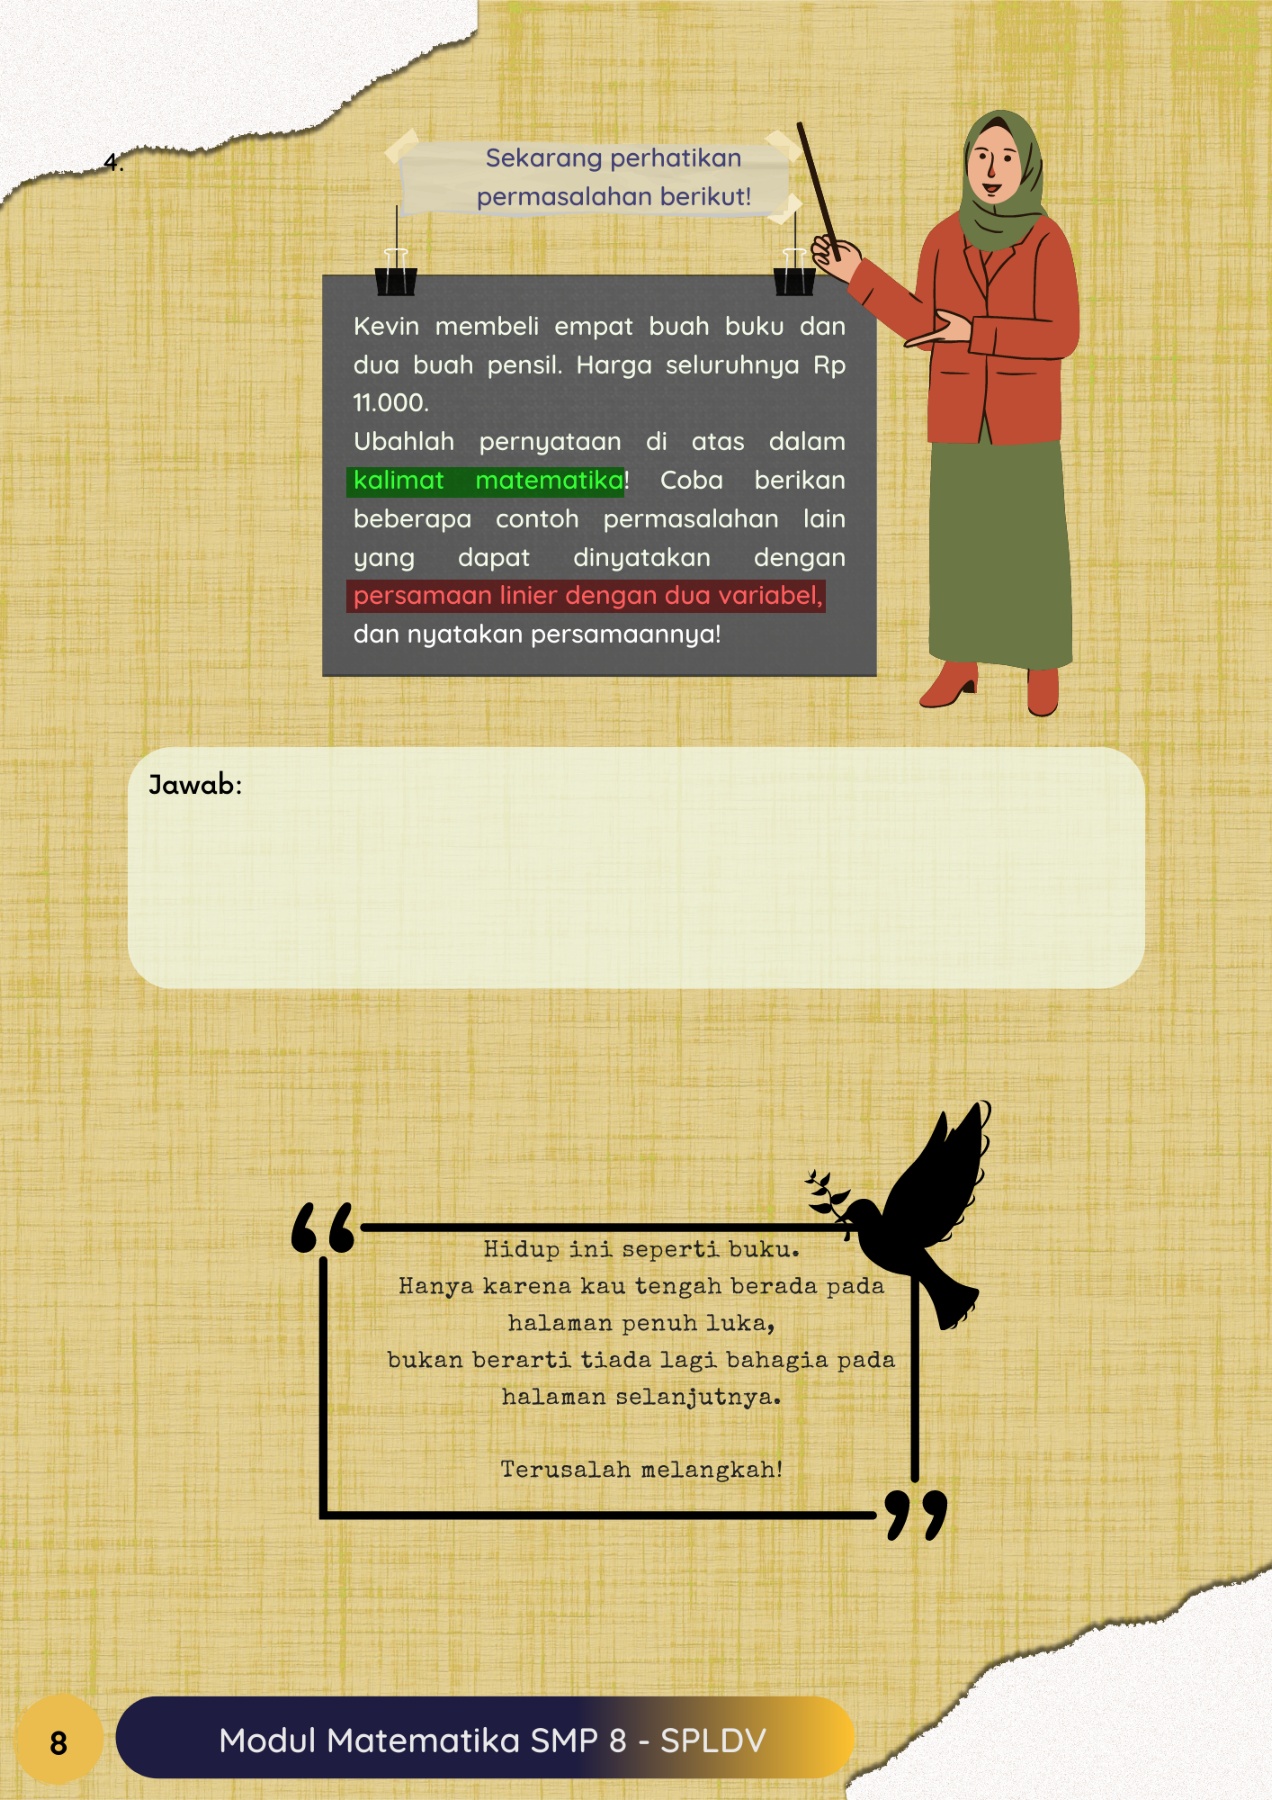 4.
Sekarang perhatikan
permasalahan berikut!
Kevin membeli empat buah buku dan
dua buah pensil. Harga seluruhnya Rp
11.000.
Ubahlah pernyataan di atas dalam
kalimat matematika! Coba berikan
beberapa contoh permasalahan lain
yang dapat dinyatakan dengan
persamaan linier dengan dua variabel,
dan nyatakan persamaannya!
Jawab:
Hidup ini seperti buku.
Hanya karena kau tengah berada pada
halaman penuh luka,
bukan berarti tiada lagi bahagia pada
halaman selanjutnya.
Terusalah melangkah!
8
Modul Matematika SMP 8 - SPLDV